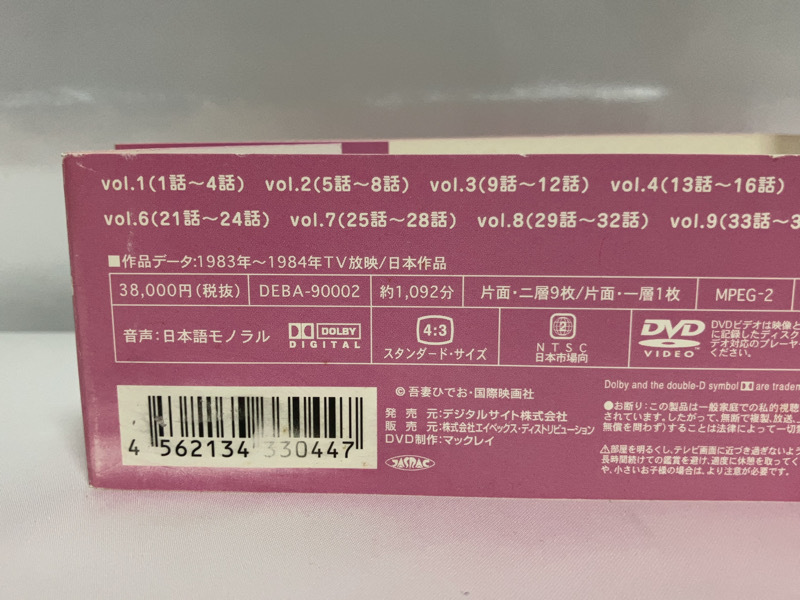 vol.1(1話〜4話) vol.2(5話〜8話) vol.3(9話〜12話) vol.4(13話〜16話)
vol.6(21話〜24話) vol.7(25話〜28話) vol.8(29話〜32話) vol.9(33話〜3
■作品データ:1983年〜1984年TV放映/日本作品
38,000円(税抜) DEBA-90002 約1,092分 片面・二層9枚/片面・一層1枚 MPEG-2
音声:日本語モノラル DOLBY DIGITAL
4:3
スタンダード・サイズ
2
NTSC
日本市場向
DVD
VIDEO
DVDビデオは映像と
に記録したディスク
デオ対応のプレーヤ
ください。
© 吾妻ひでお・国際映画社
発売元:デジタルサイト株式会社
販売元:株式会社エイベックス・ディストリビューション
DVD制作:マックレイ
JASRAC
Dolby and the double-D symbol are tradem
●お断り:この製品は一般家庭での私的視聴
されています。したがって、無断で複製、放送、
無償を問わず)することは法律によって一切
⚠部屋を明るくし、テレビ画面に近づき過ぎないよう
長時間続けての鑑賞を避け、適度に休憩を取ってく
や、小さいお子様の場合は、より注意が必要です。
4 562134 330447